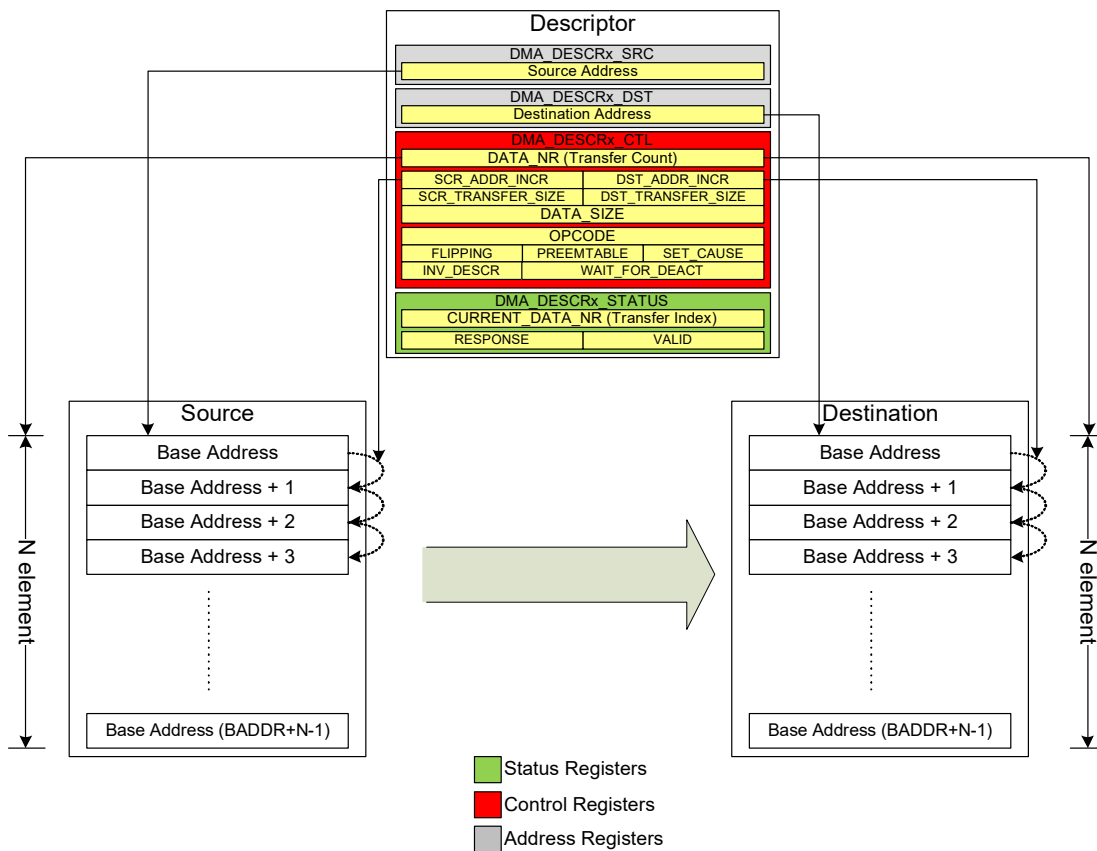 Descriptor
DMA_DESCRx_SRC
Source Address
DMA_DESCRx_DST
Destination Address
DMA_DESCRx_CTL
DATA_NR (Transfer Count)
SCR_ADDR_INCR DST_ADDR_INCR
SCR_TRANSFER_SIZE DST_TRANSFER_SIZE
DATA_SIZE
OPCODE
FLIPPING PREEMTABLE SET_CAUSE
INV_DESCR WAIT_FOR_DEACT
DMA_DESCRx_STATUS
CURRENT_DATA_NR (Transfer Index)
RESPONSE VALID
Source
Base Address
Base Address + 1
Base Address + 2
Base Address + 3
Base Address (BADDR+N-1)
N element
Destination
Base Address
Base Address + 1
Base Address + 2
Base Address + 3
Base Address (BADDR+N-1)
N element
Status Registers
Control Registers
Address Registers